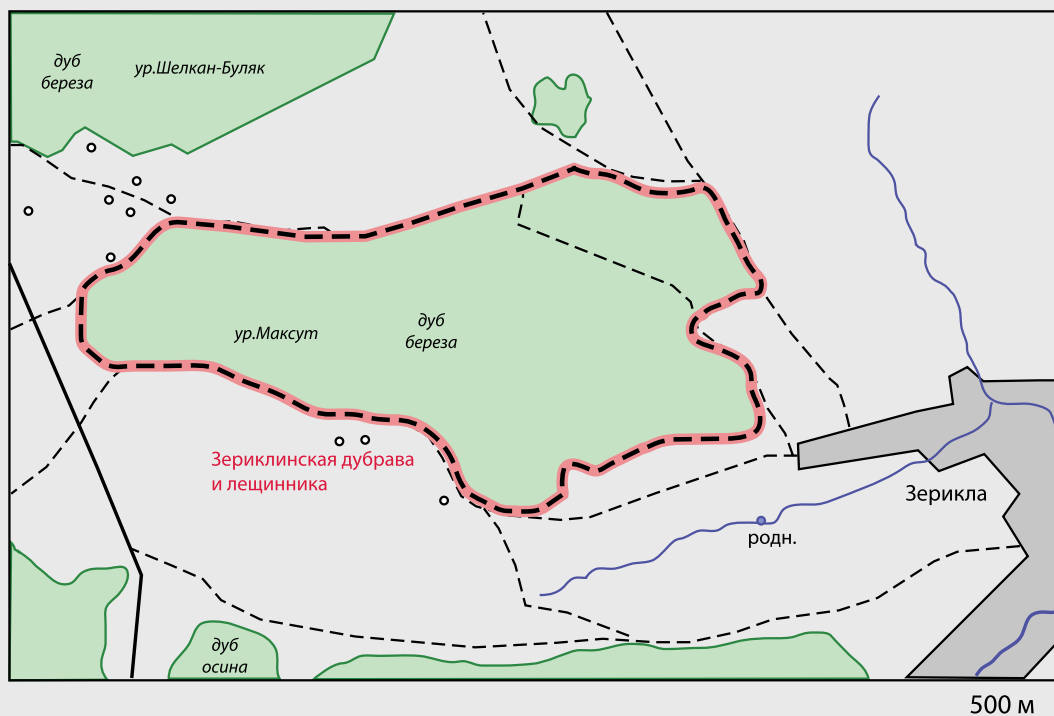 дуб
береза
ур.Шелкан-Буляк
ур.Максут
дуб
береза
Зериклинская дубрава
и лещинника
Зерикла
родн.
дуб
осина
500 м